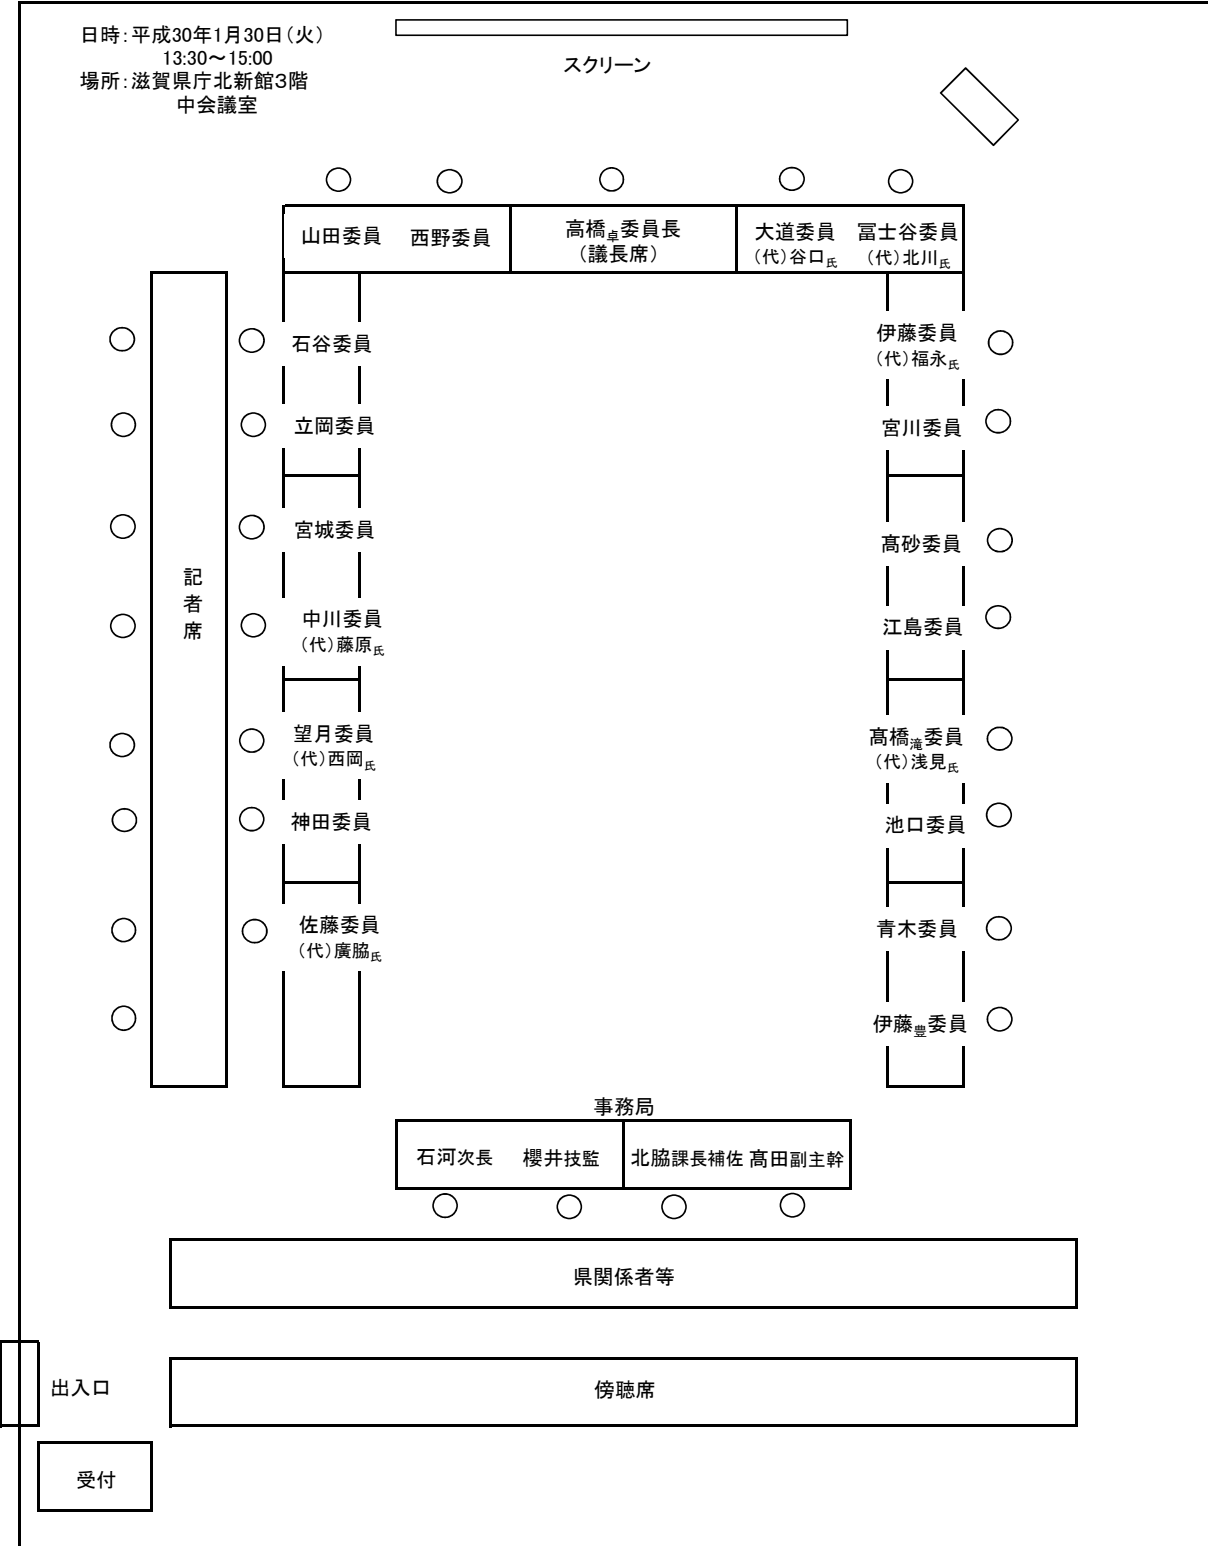 日時：平成30年1月30日（火）
13:30～15:00
場所：滋賀県庁北新館3階
中会議室
スクリーン
山田委員
西野委員
高橋卓委員長
（議長席）
大道委員
（代）谷口氏
冨士谷委員
（代）北川氏
石谷委員
立岡委員
宮城委員
中川委員
（代）藤原氏
望月委員
（代）西岡氏
神田委員
佐藤委員
（代）廣脇氏
記者席
伊藤委員
（代）福永氏
宮川委員
髙砂委員
江島委員
髙橋滝委員
（代）浅見氏
池口委員
青木委員
伊藤豊委員
事務局
石河次長
櫻井技監
北脇課長補佐
髙田副主幹
県関係者等
出入口
傍聴席
受付